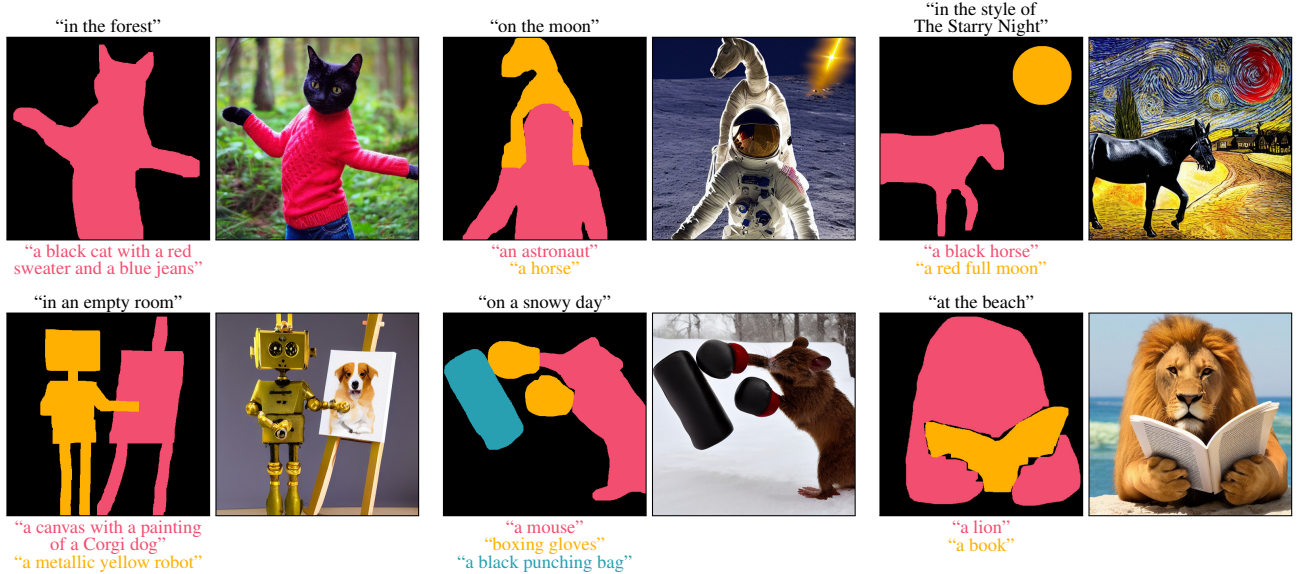 “in the forest”
“on the moon”
“in the style of
The Starry Night”
“a black cat with a red
sweater and a blue jeans”
“an astronaut”
“a horse”
“a black horse”
“a red full moon”
“in an empty room”
“on a snowy day”
“at the beach”
“a canvas with a painting
of a Corgi dog”
“a metallic yellow robot”
“a mouse”
“boxing gloves”
“a black punching bag”
“a lion”
“a book”